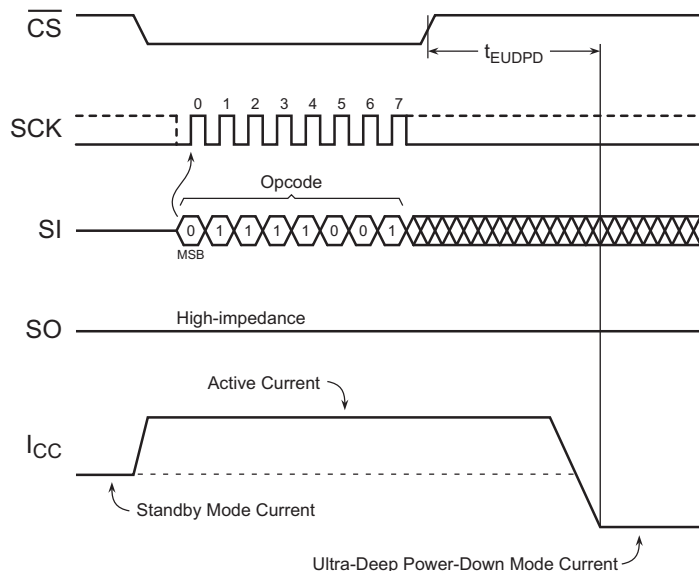 CS
tEUDPD
0 1 2 3 4 5 6 7
SCK
Opcode
SI
0 1 1 1 1 0 0 1
MSB
High-impedance
SO
Active Current
ICC
Standby Mode Current
Ultra-Deep Power-Down Mode Current